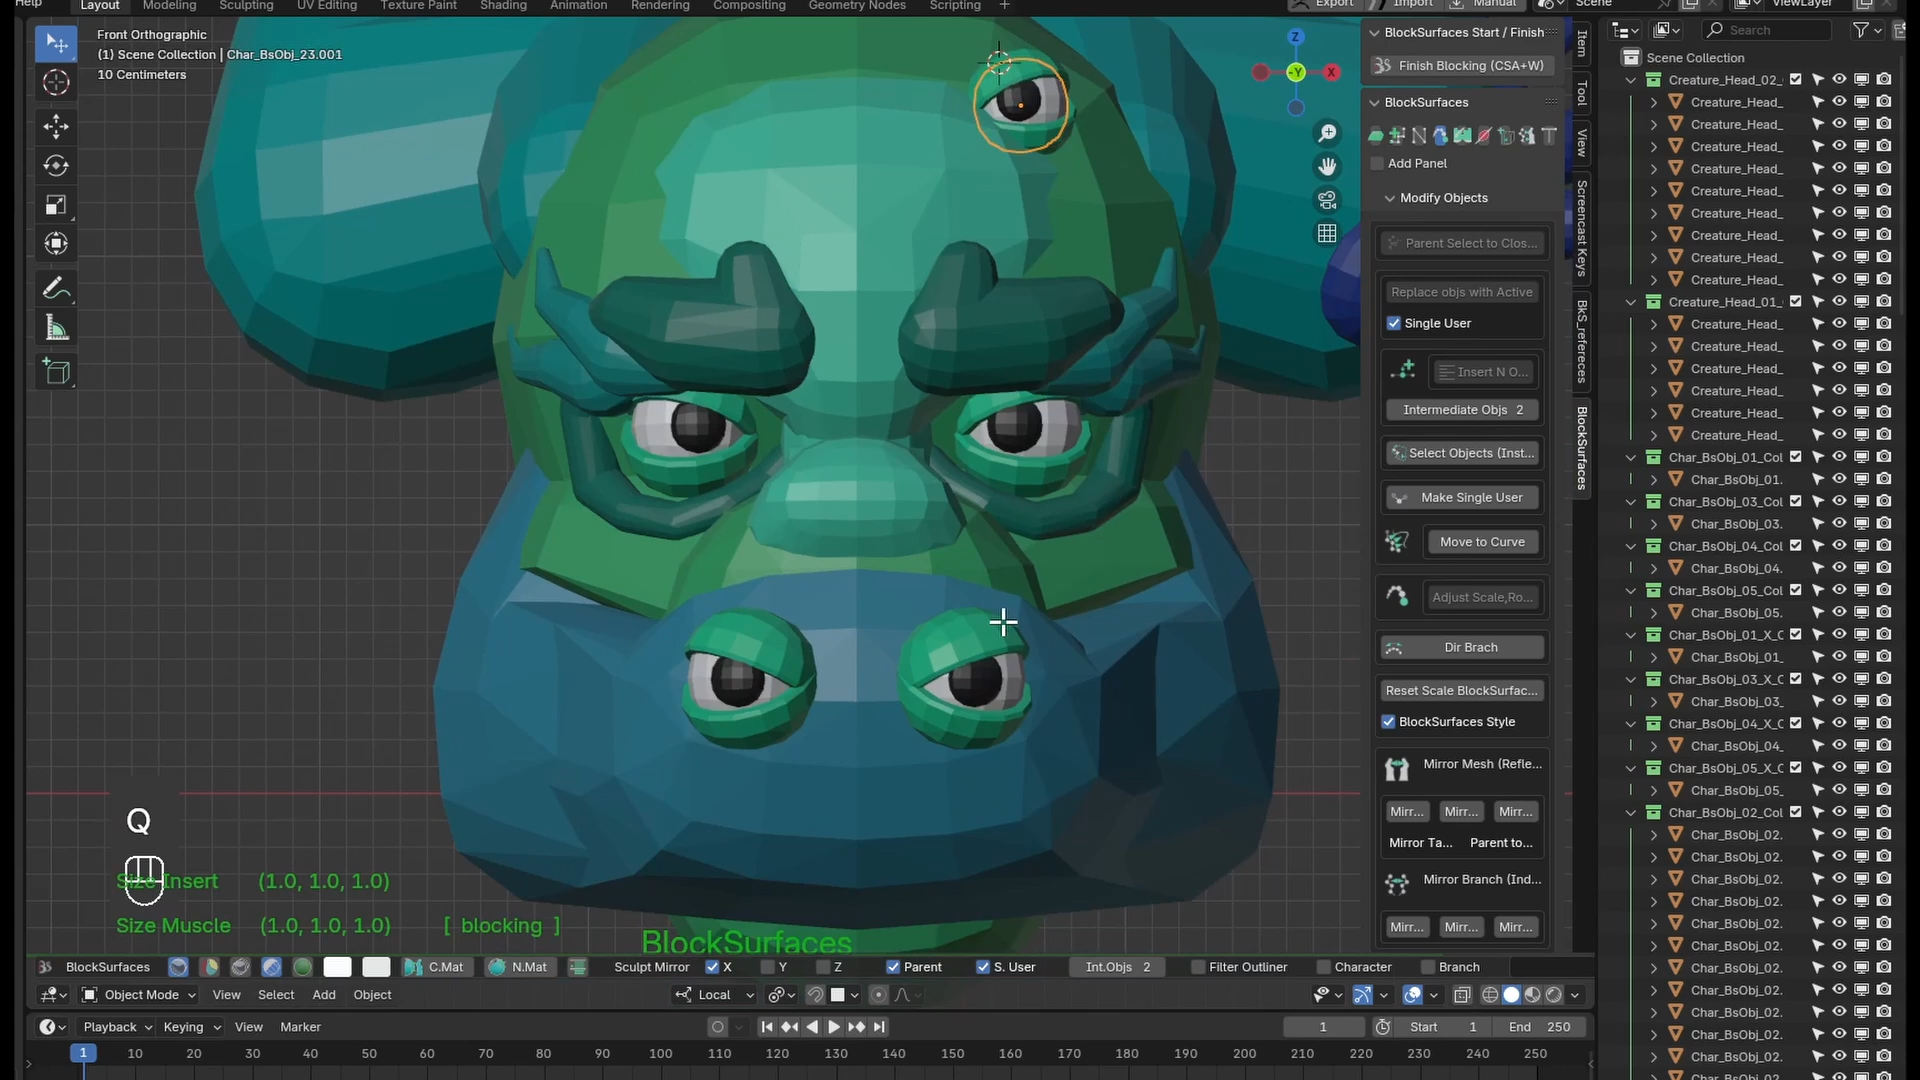 Help
Layout
Modeling
Sculpting
UV Editing
Texture Paint
Shading
Animation
Rendering
Compositing
Geometry Nodes
Scripting
+
Export
Import
Manual
Scene
ViewLayer
Front Orthographic
(1) Scene Collection | Char_BsObj_23.001
10 Centimeters
Z
-Y
X
BlockSurfaces Start / Finish
Finish Blocking (CSA+W)
BlockSurfaces
Add Panel
Modify Objects
Parent Select to Clos...
Replace objs with Active
Single User
Insert N O...
Intermediate Objs 2
Select Objects (Inst...
Make Single User
Move to Curve
Adjust Scale,Ro...
Dir Brach
Reset Scale BlockSurfac...
BlockSurfaces Style
Mirror Mesh (Refle...
Mirr... Mirr... Mirr...
Mirror Ta... Parent to...
Mirror Branch (Ind...
Mirr... Mirr... Mirr...
Item
Tool
View
Screencast Keys
BkS_refereces
BlockSurfaces
Search
Scene Collection
Creature_Head_02_
Creature_Head_
Creature_Head_
Creature_Head_
Creature_Head_
Creature_Head_
Creature_Head_
Creature_Head_
Creature_Head_
Creature_Head_
Creature_Head_01_
Creature_Head_
Creature_Head_
Creature_Head_
Creature_Head_
Creature_Head_
Creature_Head_
Char_BsObj_01_Col
Char_BsObj_01.
Char_BsObj_03_Col
Char_BsObj_03.
Char_BsObj_04_Col
Char_BsObj_04.
Char_BsObj_05_Col
Char_BsObj_05.
Char_BsObj_01_X_C
Char_BsObj_01_
Char_BsObj_03_X_C
Char_BsObj_03_
Char_BsObj_04_X_C
Char_BsObj_04_
Char_BsObj_05_X_C
Char_BsObj_05_
Char_BsObj_02_Col
Char_BsObj_02.
Char_BsObj_02.
Char_BsObj_02.
Char_BsObj_02.
Char_BsObj_02.
Char_BsObj_02.
Char_BsObj_02.
Char_BsObj_02.
Char_BsObj_02.
Char_BsObj_02.
Char_BsObj_02.
Q
Size Insert (1.0, 1.0, 1.0)
Size Muscle (1.0, 1.0, 1.0) [ blocking ]
BlockSurfaces
BlockSurfaces C.Mat N.Mat Sculpt Mirror X Y Z Parent S. User Int.Objs 2 Filter Outliner Character Branch
Object Mode View Select Add Object Local
Playback Keying View Marker 1 Start 1 End 250
1 10 20 30 40 50 60 70 80 90 100 110 120 130 140 150 160 170 180 190 200 210 220 230 240 250